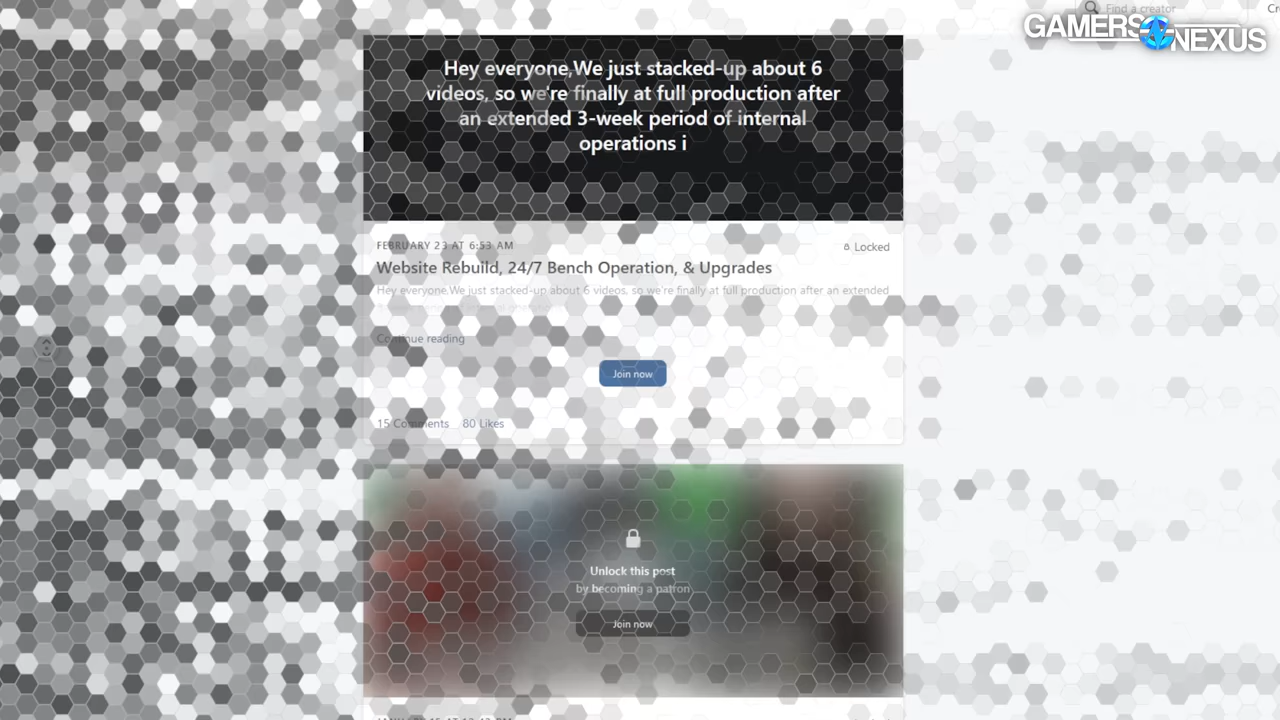 Find a creator
GAMERS NEXUS
Hey everyone,We just stacked-up about 6
videos, so we're finally at full production after
an extended 3-week period of internal
operations i
FEBRUARY 23 AT 6:53 AM
Locked
Website Rebuild, 24/7 Bench Operation, & Upgrades
Hey everyone,We just stacked-up about 6 videos, so we're finally at full production after an extended
Continue reading
Join now
15 Comments 80 Likes
Unlock this post
by becoming a patron
Join now